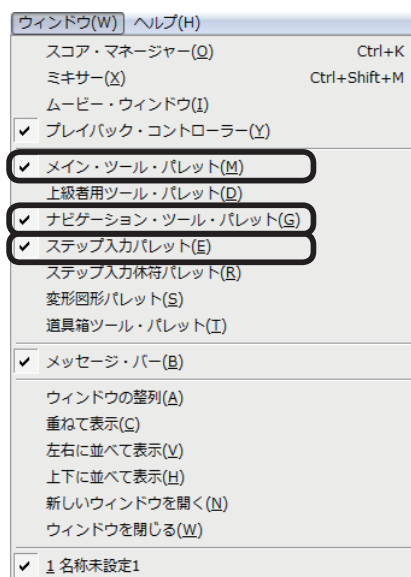 ウィンドウ(W) ヘルプ(H)
スコア・マネージャー(O) Ctrl+K
ミキサー(X) Ctrl+Shift+M
ムービー・ウィンドウ(I)
プレイバック・コントローラー(Y)
メイン・ツール・パレット(M)
上級者用ツール・パレット(D)
ナビゲーション・ツール・パレット(G)
ステップ入力パレット(E)
ステップ入力休符パレット(R)
変形図形パレット(S)
道具箱ツール・パレット(T)
メッセージ・バー(B)
ウィンドウの整列(A)
重ねて表示(C)
左右に並べて表示(V)
上下に並べて表示(H)
新しいウィンドウを開く(N)
ウィンドウを閉じる(W)
1 名称未設定1